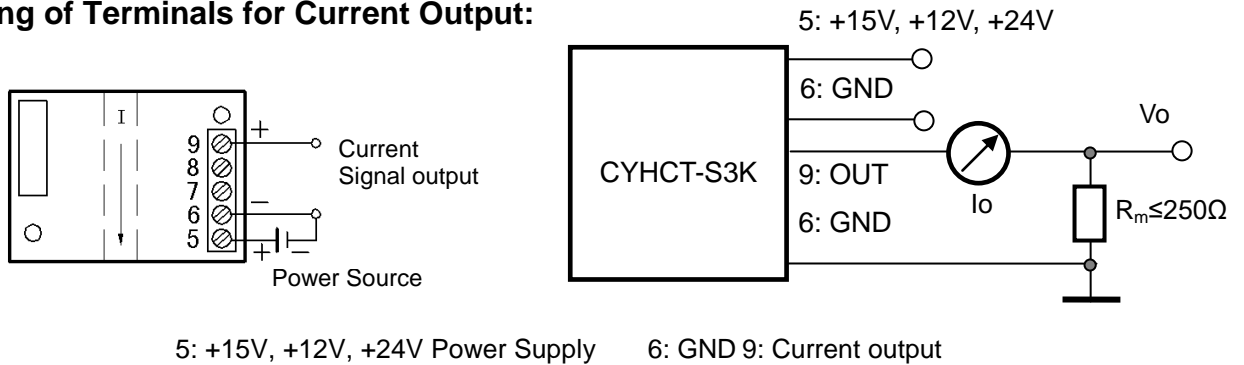 ng of Terminals for Current Output:
I
9
8
7
6
5
+
−
+
−
Current
Signal output
Power Source
CYHCT-S3K
5: +15V, +12V, +24V
6: GND
9: OUT
6: GND
Io
Vo
Rm≤250Ω
5: +15V, +12V, +24V Power Supply 6: GND 9: Current output